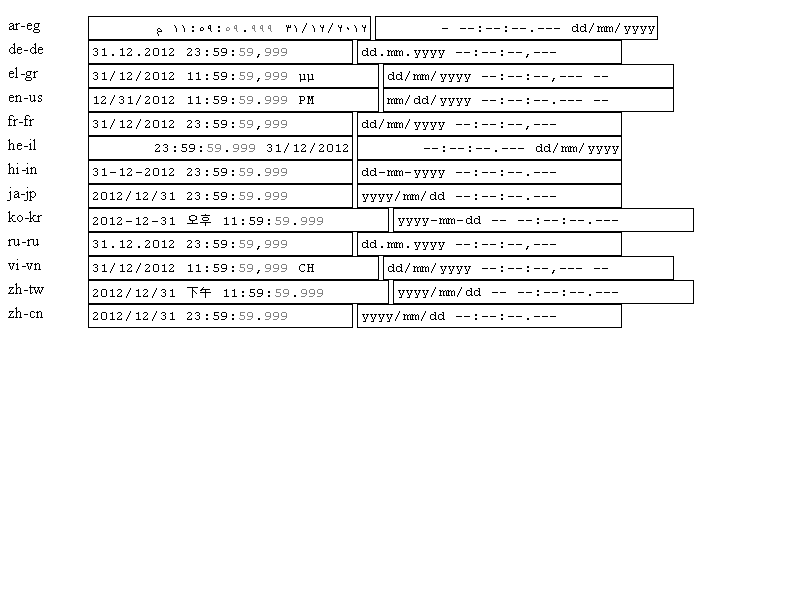 ar-eg ٣١/١٢/٢٠١٢ ١١:٥٩:٥٩.٩٩٩ م dd/mm/yyyy --:--:--.--- -
de-de 31.12.2012 23:59:59,999 dd.mm.yyyy --:--:--,---
el-gr 31/12/2012 11:59:59,999 μμ dd/mm/yyyy --:--:--,--- --
en-us 12/31/2012 11:59:59.999 PM mm/dd/yyyy --:--:--.--- --
fr-fr 31/12/2012 23:59:59,999 dd/mm/yyyy --:--:--,---
he-il 23:59:59.999 31/12/2012 --:--:--.--- dd/mm/yyyy
hi-in 31-12-2012 23:59:59.999 dd-mm-yyyy --:--:--.---
ja-jp 2012/12/31 23:59:59.999 yyyy/mm/dd --:--:--.---
ko-kr 2012-12-31 오후 11:59:59.999 yyyy-mm-dd -- --:--:--.---
ru-ru 31.12.2012 23:59:59,999 dd.mm.yyyy --:--:--,---
vi-vn 31/12/2012 11:59:59,999 CH dd/mm/yyyy --:--:--,--- --
zh-tw 2012/12/31 下午 11:59:59.999 yyyy/mm/dd -- --:--:--.---
zh-cn 2012/12/31 23:59:59.999 yyyy/mm/dd --:--:--.---